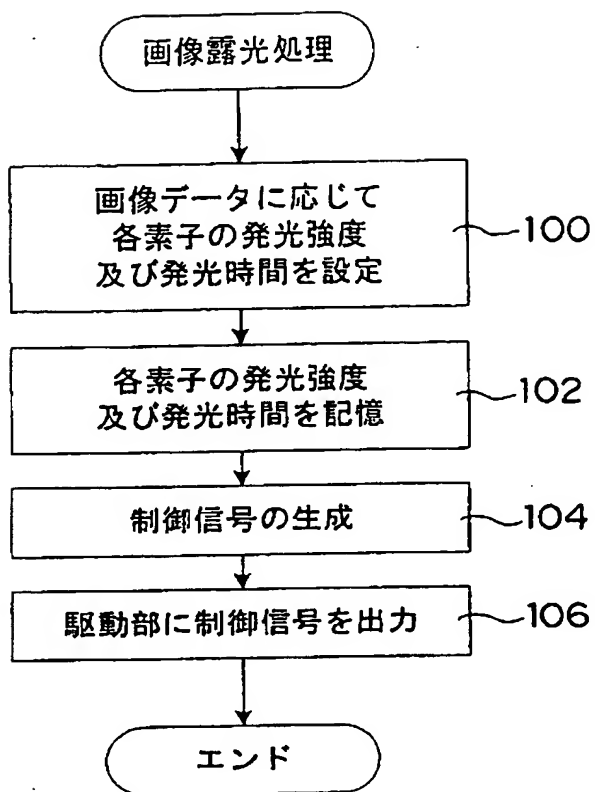 画像露光処理
画像データに応じて
各素子の発光強度
及び発光時間を設定
100
各素子の発光強度
及び発光時間を記憶
102
制御信号の生成
104
駆動部に制御信号を出力
106
エンド